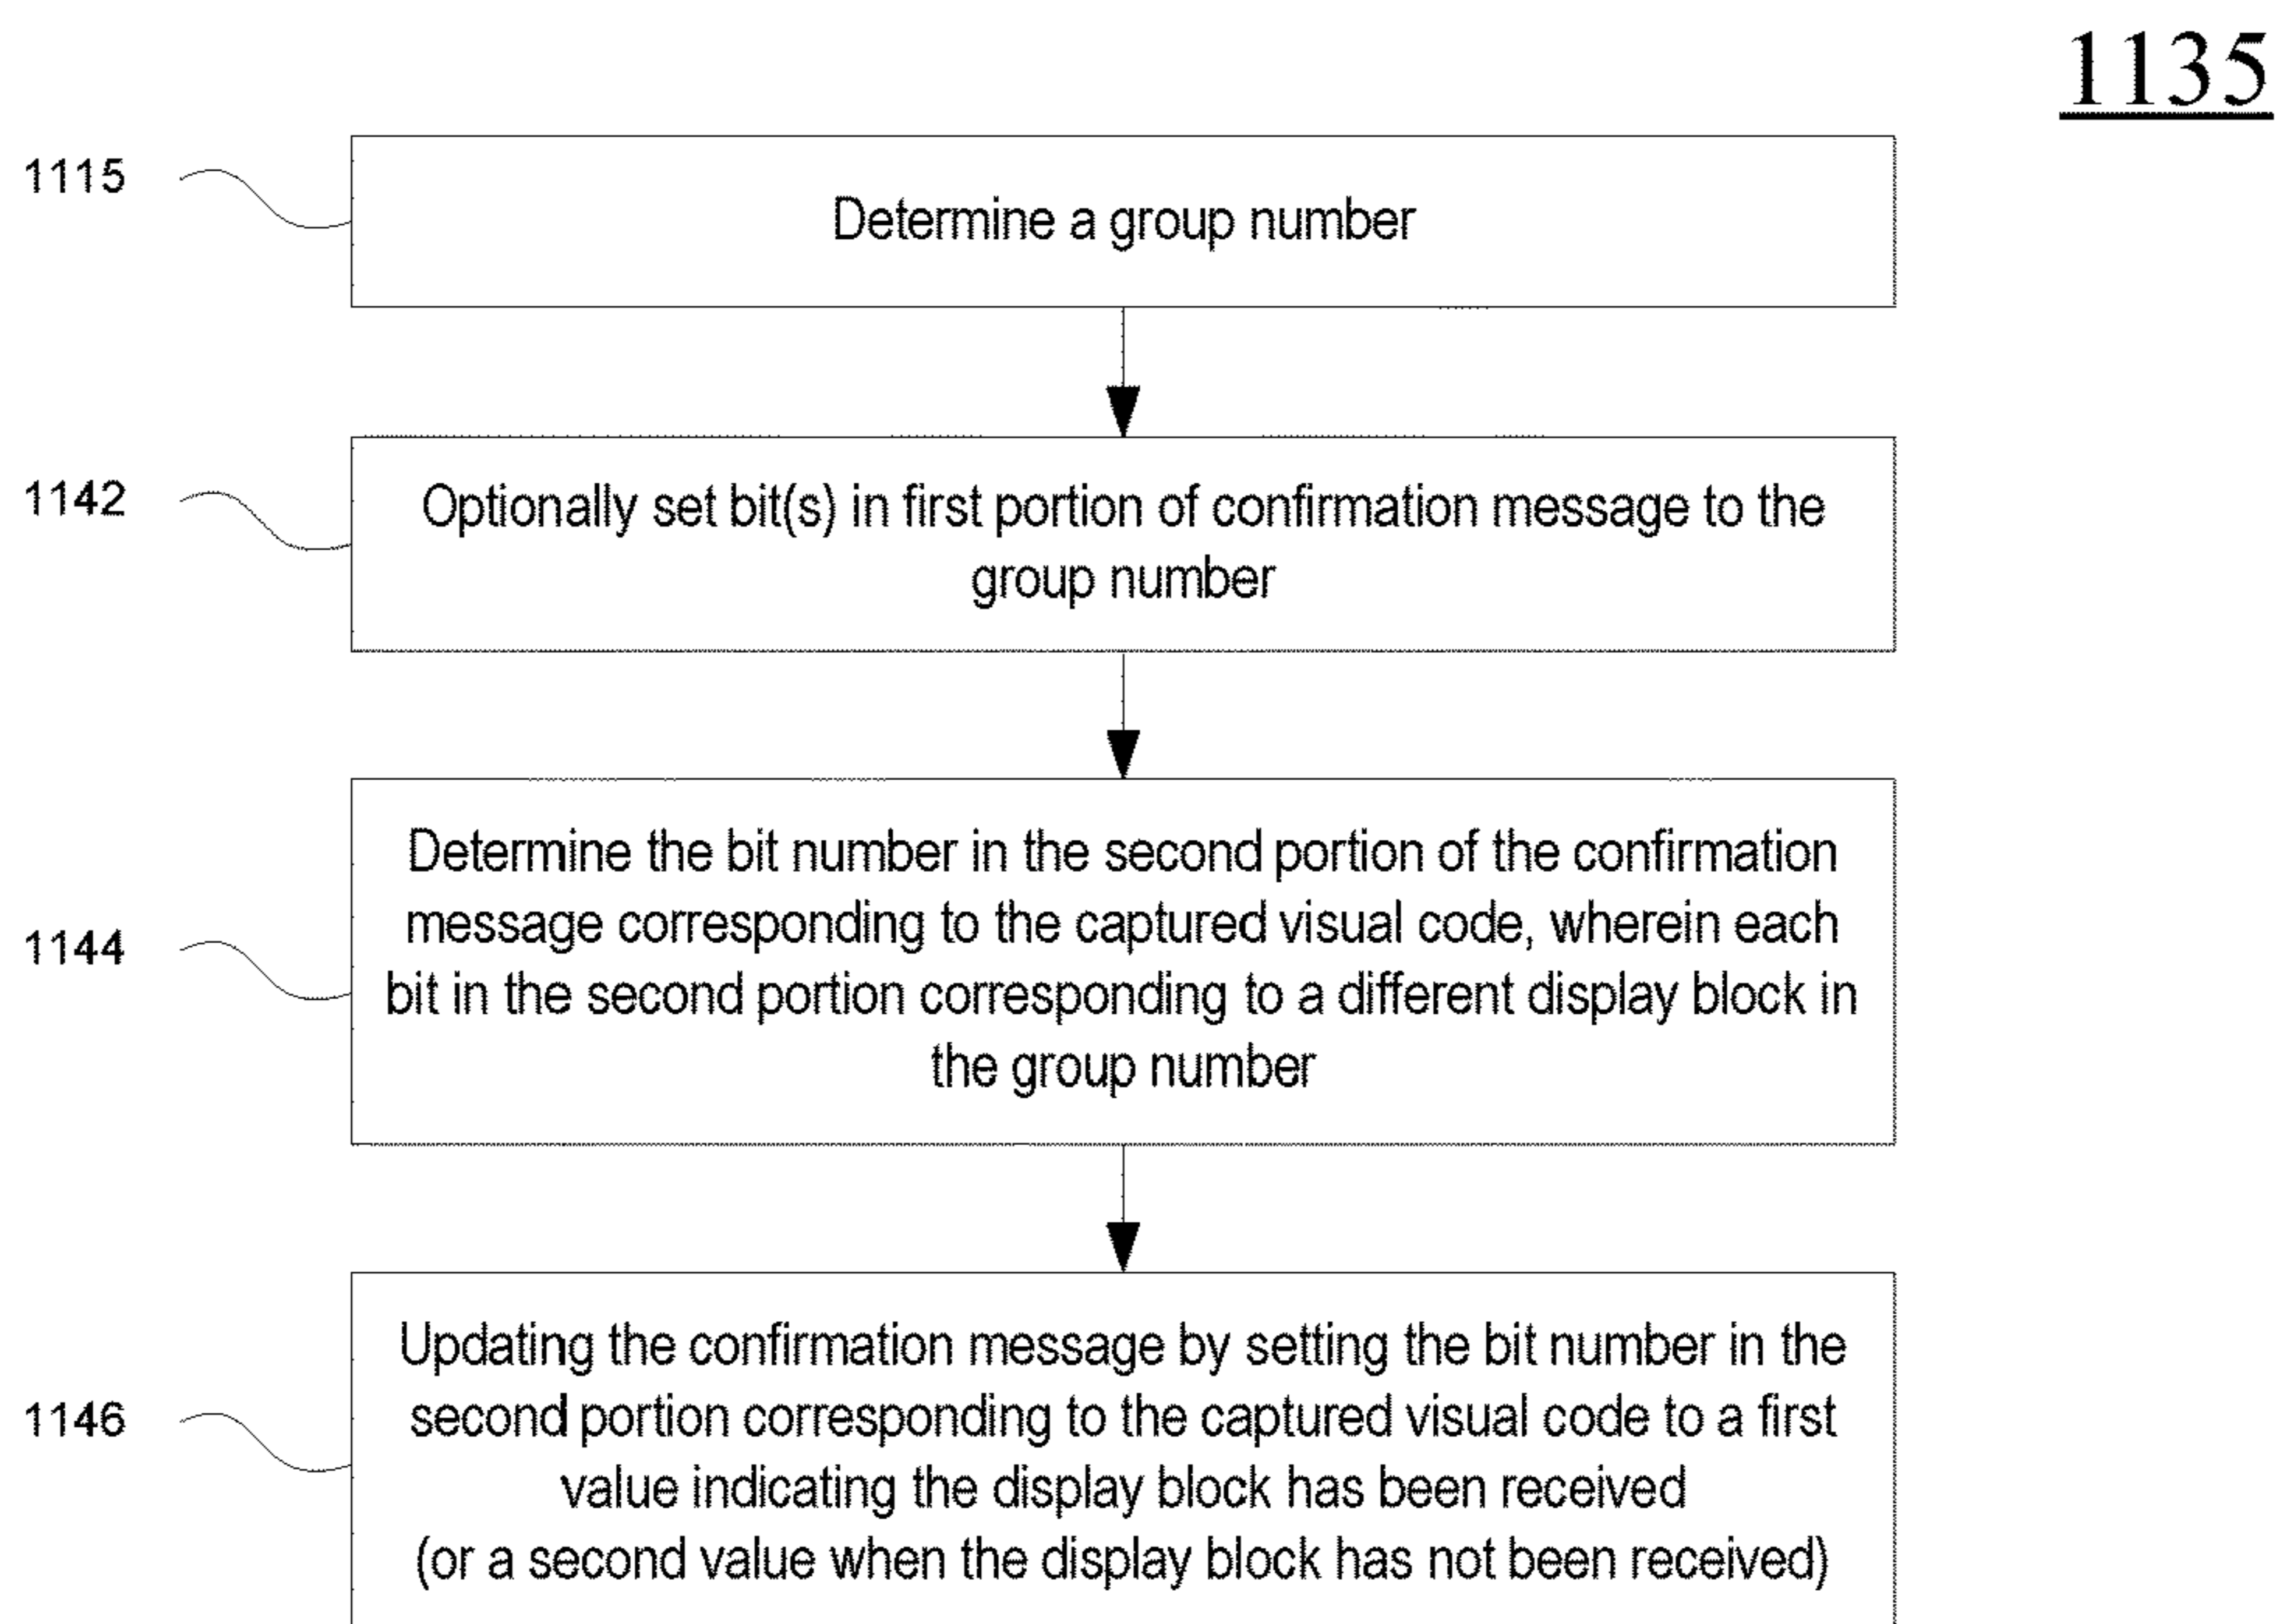 1135
1115
Determine a group number
1142
Optionally set bit(s) in first portion of confirmation message to the
group number
1144
Determine the bit number in the second portion of the confirmation
message corresponding to the captured visual code, wherein each
bit in the second portion corresponding to a different display block in
the group number
1146
Updating the confirmation message by setting the bit number in the
second portion corresponding to the captured visual code to a first
value indicating the display block has been received
(or a second value when the display block has not been received)